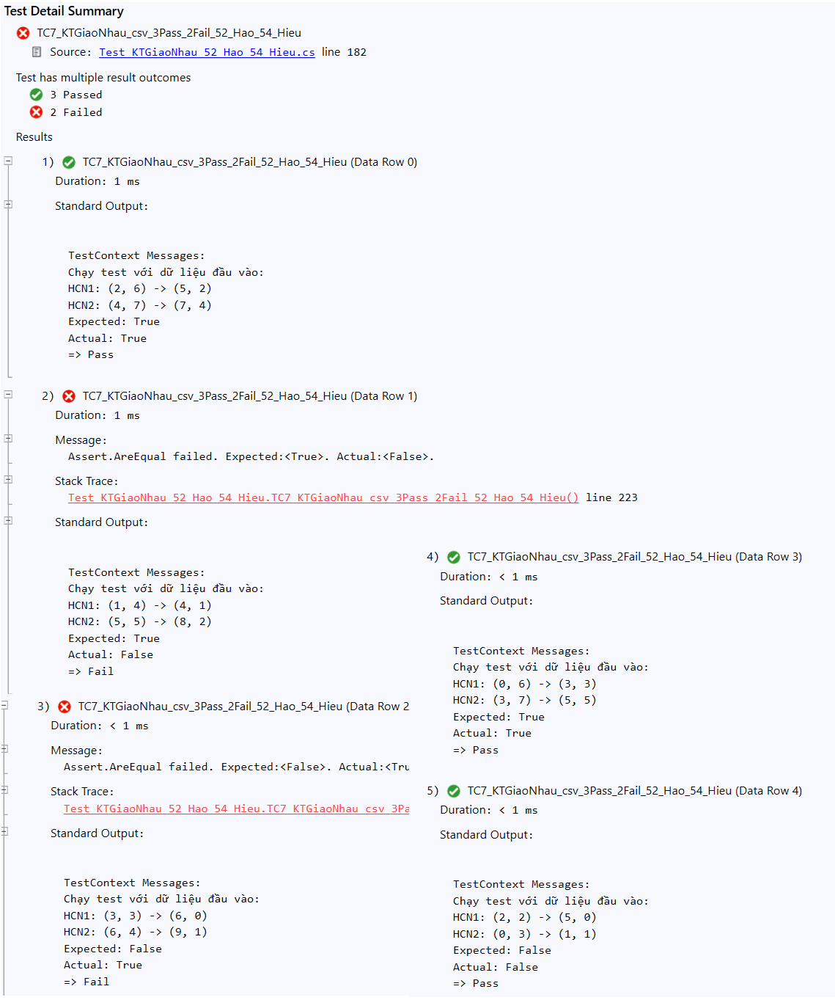 Test Detail Summary
TC7_KTGiaoNhau_csv_3Pass_2Fail_52_Hao_54_Hieu
Source: Test_KTGiaoNhau_52_Hao_54_Hieu.cs line 182
Test has multiple result outcomes
3 Passed
2 Failed
Results
1) TC7_KTGiaoNhau_csv_3Pass_2Fail_52_Hao_54_Hieu (Data Row 0)
Duration: 1 ms
Standard Output:
TestContext Messages:
Chạy test với dữ liệu đầu vào:
HCN1: (2, 6) -> (5, 2)
HCN2: (4, 7) -> (7, 4)
Expected: True
Actual: True
=> Pass
2) TC7_KTGiaoNhau_csv_3Pass_2Fail_52_Hao_54_Hieu (Data Row 1)
Duration: 1 ms
Message:
Assert.AreEqual failed. Expected:<True>. Actual:<False>.
Stack Trace:
Test_KTGiaoNhau_52_Hao_54_Hieu.TC7_KTGiaoNhau_csv_3Pass_2Fail_52_Hao_54_Hieu() line 223
Standard Output:
TestContext Messages:
Chạy test với dữ liệu đầu vào:
HCN1: (1, 4) -> (4, 1)
HCN2: (5, 5) -> (8, 2)
Expected: True
Actual: False
=> Fail
3) TC7_KTGiaoNhau_csv_3Pass_2Fail_52_Hao_54_Hieu (Data Row 2
Duration: < 1 ms
Message:
Assert.AreEqual failed. Expected:<False>. Actual:<Tru
Stack Trace:
Test_KTGiaoNhau_52_Hao_54_Hieu.TC7_KTGiaoNhau_csv_3Pa
Standard Output:
TestContext Messages:
Chạy test với dữ liệu đầu vào:
HCN1: (3, 3) -> (6, 0)
HCN2: (6, 4) -> (9, 1)
Expected: False
Actual: True
=> Fail
4) TC7_KTGiaoNhau_csv_3Pass_2Fail_52_Hao_54_Hieu (Data Row 3)
Duration: < 1 ms
Standard Output:
TestContext Messages:
Chạy test với dữ liệu đầu vào:
HCN1: (0, 6) -> (3, 3)
HCN2: (3, 7) -> (5, 5)
Expected: True
Actual: True
=> Pass
5) TC7_KTGiaoNhau_csv_3Pass_2Fail_52_Hao_54_Hieu (Data Row 4)
Duration: < 1 ms
Standard Output:
TestContext Messages:
Chạy test với dữ liệu đầu vào:
HCN1: (2, 2) -> (5, 0)
HCN2: (0, 3) -> (1, 1)
Expected: False
Actual: False
=> Pass